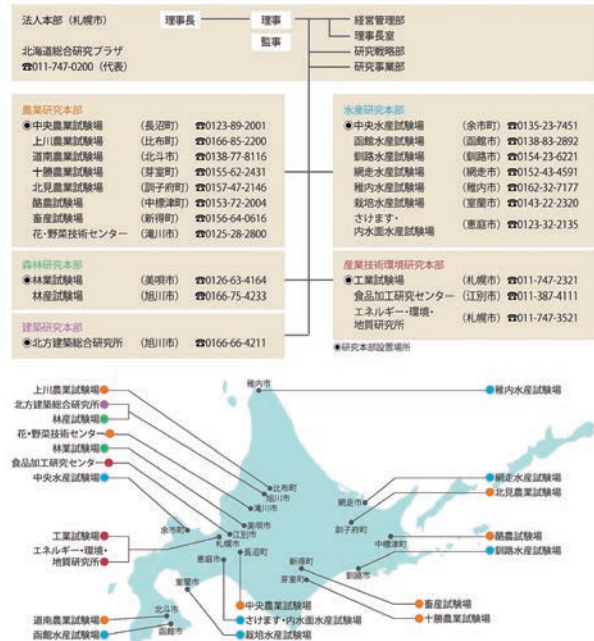 法人本部（札幌市）
理事長
理事
監事
経営管理部
理事長室
研究戦略部
研究事業部
北海道総合研究プラザ
☎011-747-0200（代表）
農業研究本部
◉中央農業試験場 （長沼町） ☎0123-89-2001
上川農業試験場 （比布町） ☎0166-85-2200
道南農業試験場 （北斗市） ☎0138-77-8116
十勝農業試験場 （芽室町） ☎0155-62-2431
北見農業試験場 （訓子府町） ☎0157-47-2146
酪農試験場 （中標津町） ☎0153-72-2004
畜産試験場 （新得町） ☎0156-64-0616
花・野菜技術センター （滝川市） ☎0125-28-2800
水産研究本部
◉中央水産試験場 （余市町） ☎0135-23-7451
函館水産試験場 （函館市） ☎0138-83-2892
釧路水産試験場 （釧路市） ☎0154-23-6221
網走水産試験場 （網走市） ☎0152-43-4591
稚内水産試験場 （稚内市） ☎0162-32-7177
栽培水産試験場 （室蘭市） ☎0143-22-2320
さけます・
内水面水産試験場 （恵庭市） ☎0123-32-2135
森林研究本部
◉林業試験場 （美唄市） ☎0126-63-4164
林産試験場 （旭川市） ☎0166-75-4233
産業技術環境研究本部
◉工業試験場 （札幌市） ☎011-747-2321
食品加工研究センター （江別市） ☎011-387-4111
エネルギー・環境・
地質研究所 （札幌市） ☎011-747-3521
建築研究本部
◉北方建築総合研究所 （旭川市） ☎0166-66-4211
◉研究本部設置場所
上川農業試験場
北方建築総合研究所
林産試験場
花・野菜技術センター
林業試験場
食品加工研究センター
中央水産試験場
稚内市
稚内水産試験場
比布町
旭川市
滝川市
網走市
網走水産試験場
北見農業試験場
美唄市
訓子府町
余市町
江別市
札幌市
工業試験場
エネルギー・環境・
地質研究所
恵庭市
長沼町
中標津町
酪農試験場
釧路水産試験場
新得町
芽室町
釧路市
室蘭市
北斗市
函館市
道南農業試験場
函館水産試験場
中央農業試験場
さけます・内水面水産試験場
栽培水産試験場
畜産試験場
十勝農業試験場